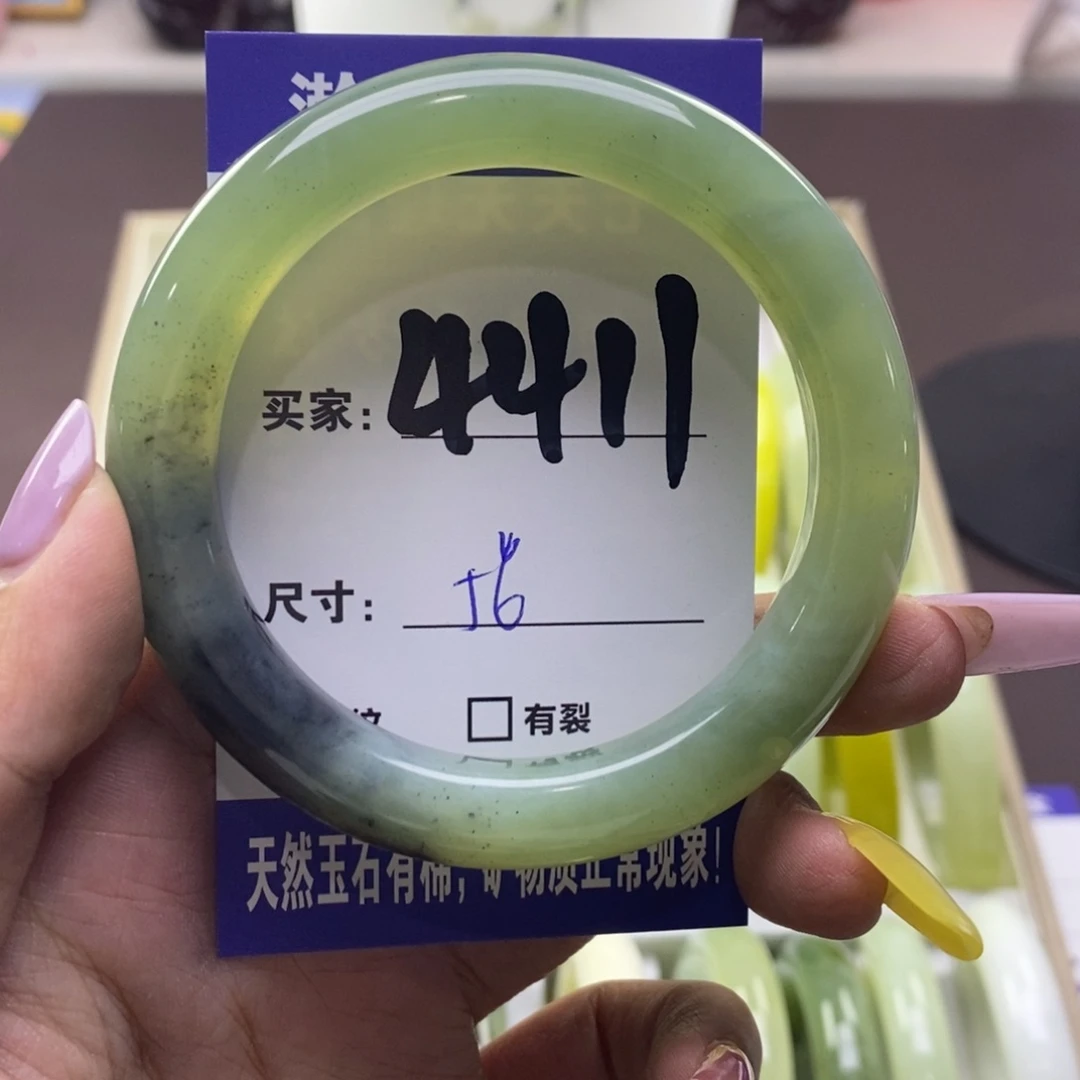 买家: 4411
尺寸: 56
纹 □有裂
天然玉石有棉,矿物质正常现象!